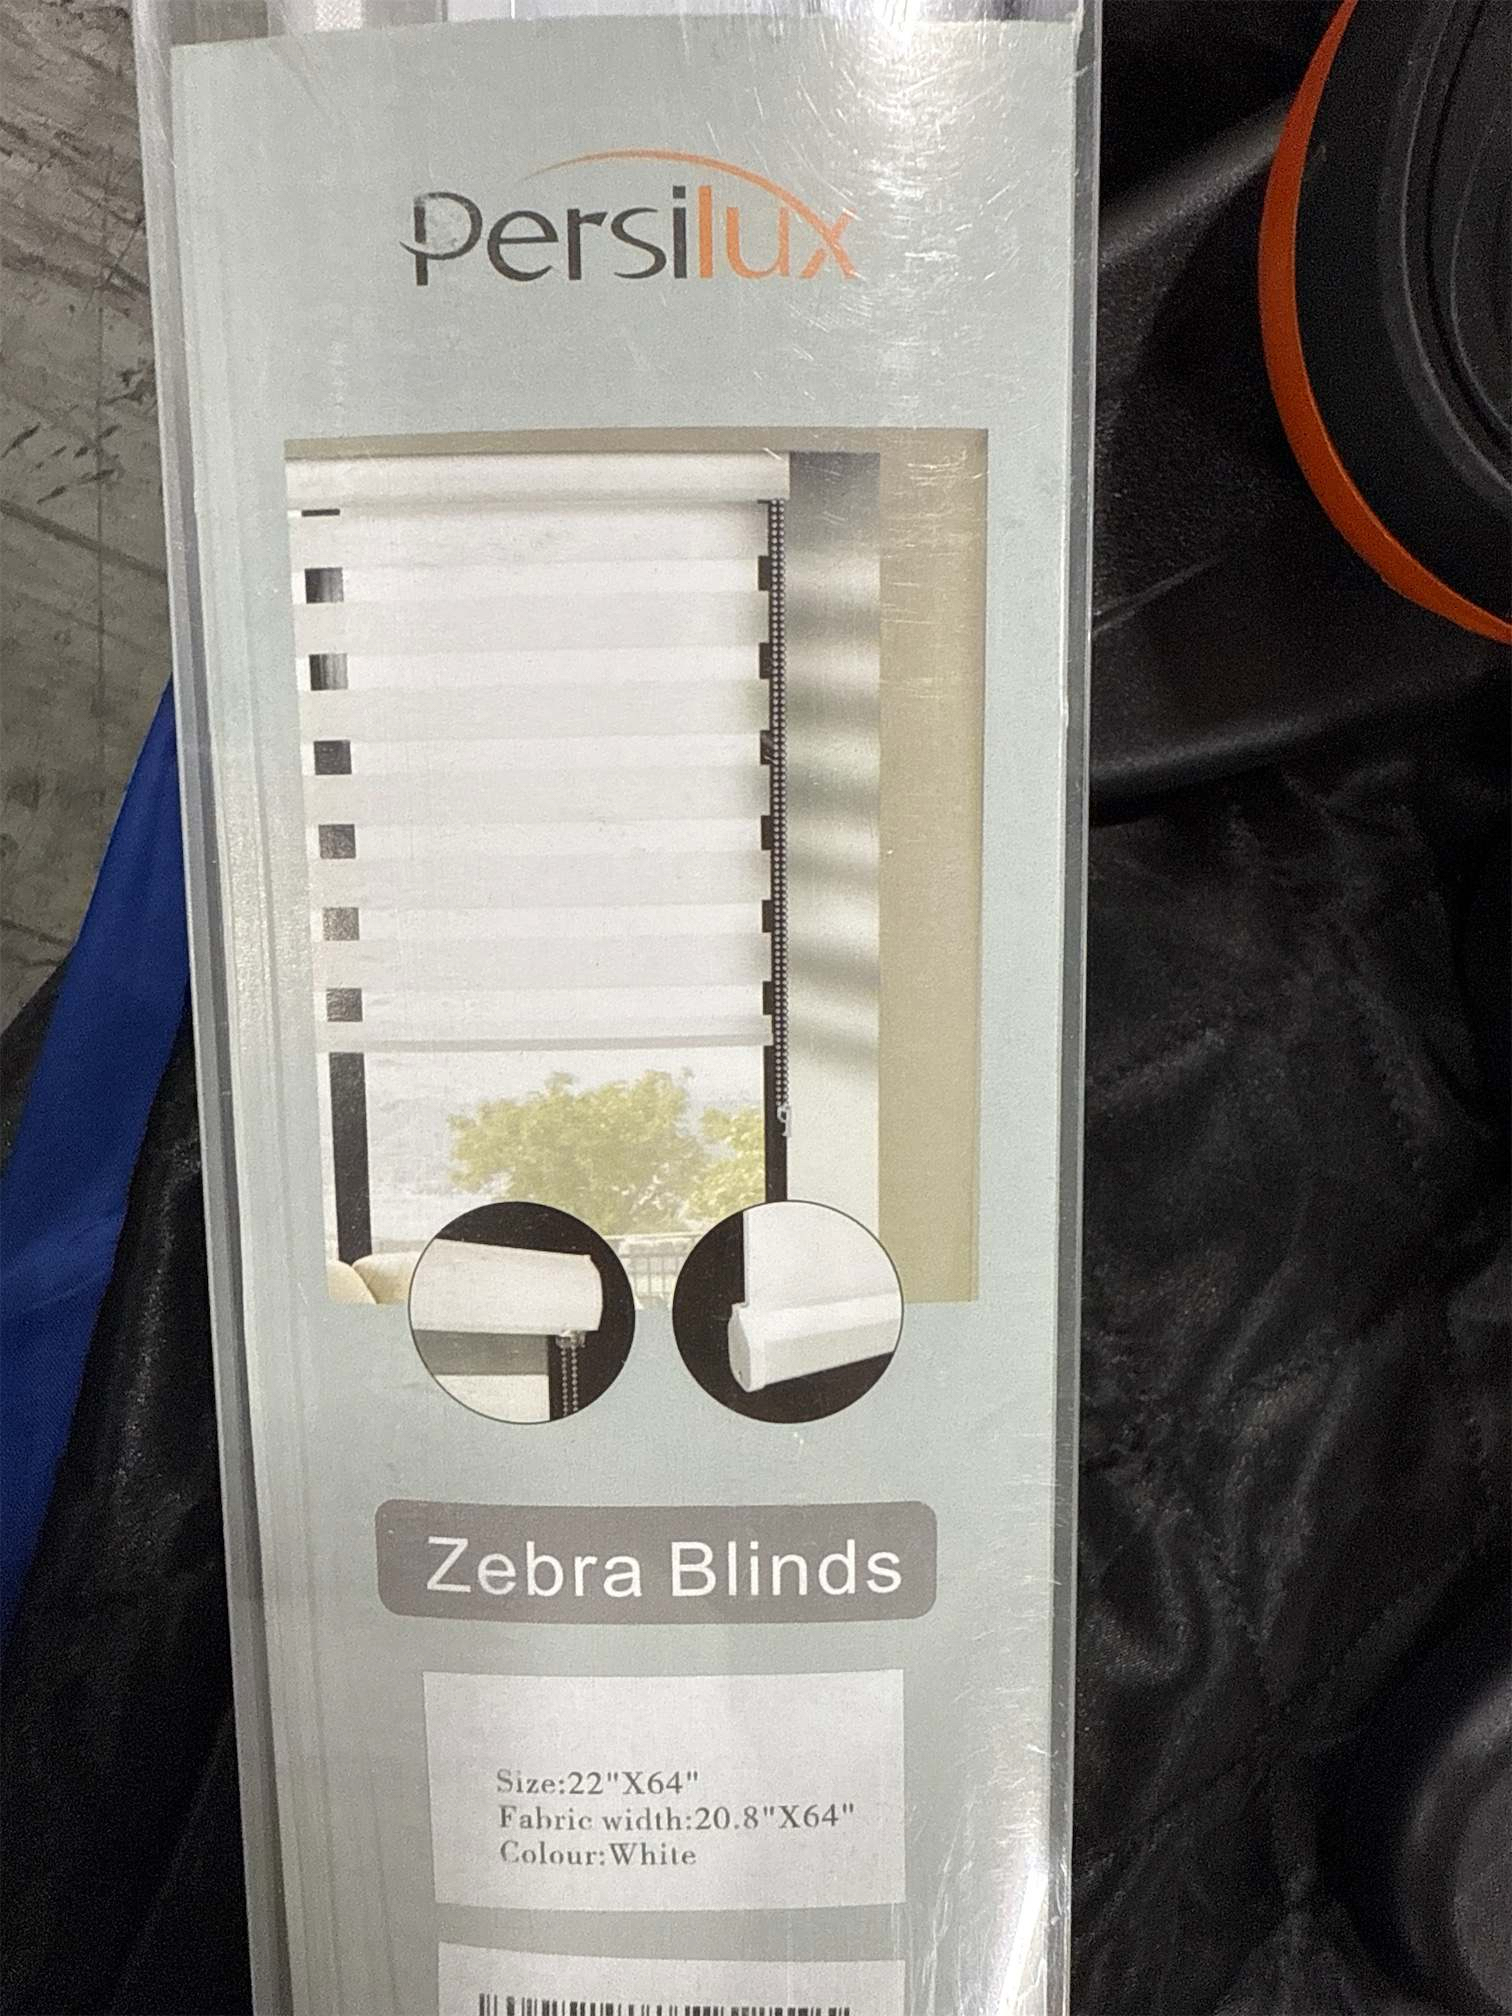 Persilux
Zebra Blinds
Size:22"X64"
Fabric width:20.8"X64"
Colour:White